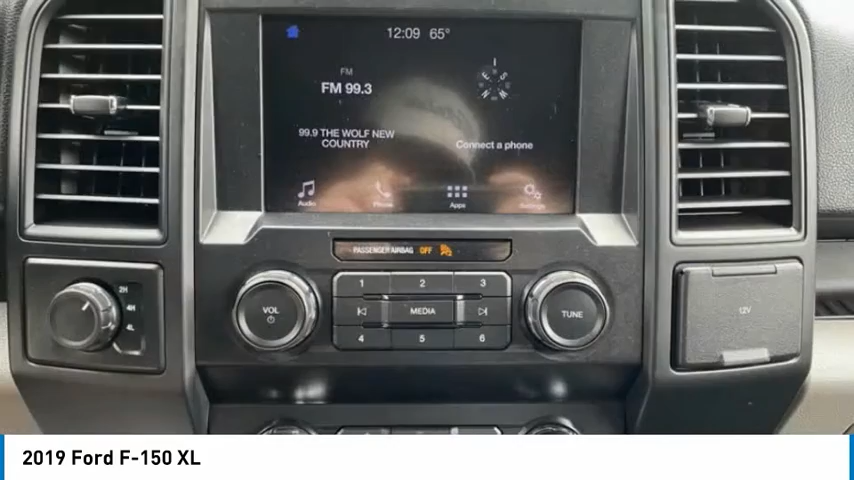 12:09 65°
FM
FM 99.3
99.9 THE WOLF NEW
COUNTRY
Connect a phone
Audio
Phone
Apps
Settings
PASSENGER AIRBAG OFF
1 2 3
VOL
MEDIA
TUNE
4 5 6
2H
4H
4L
12V
2019 Ford F-150 XL